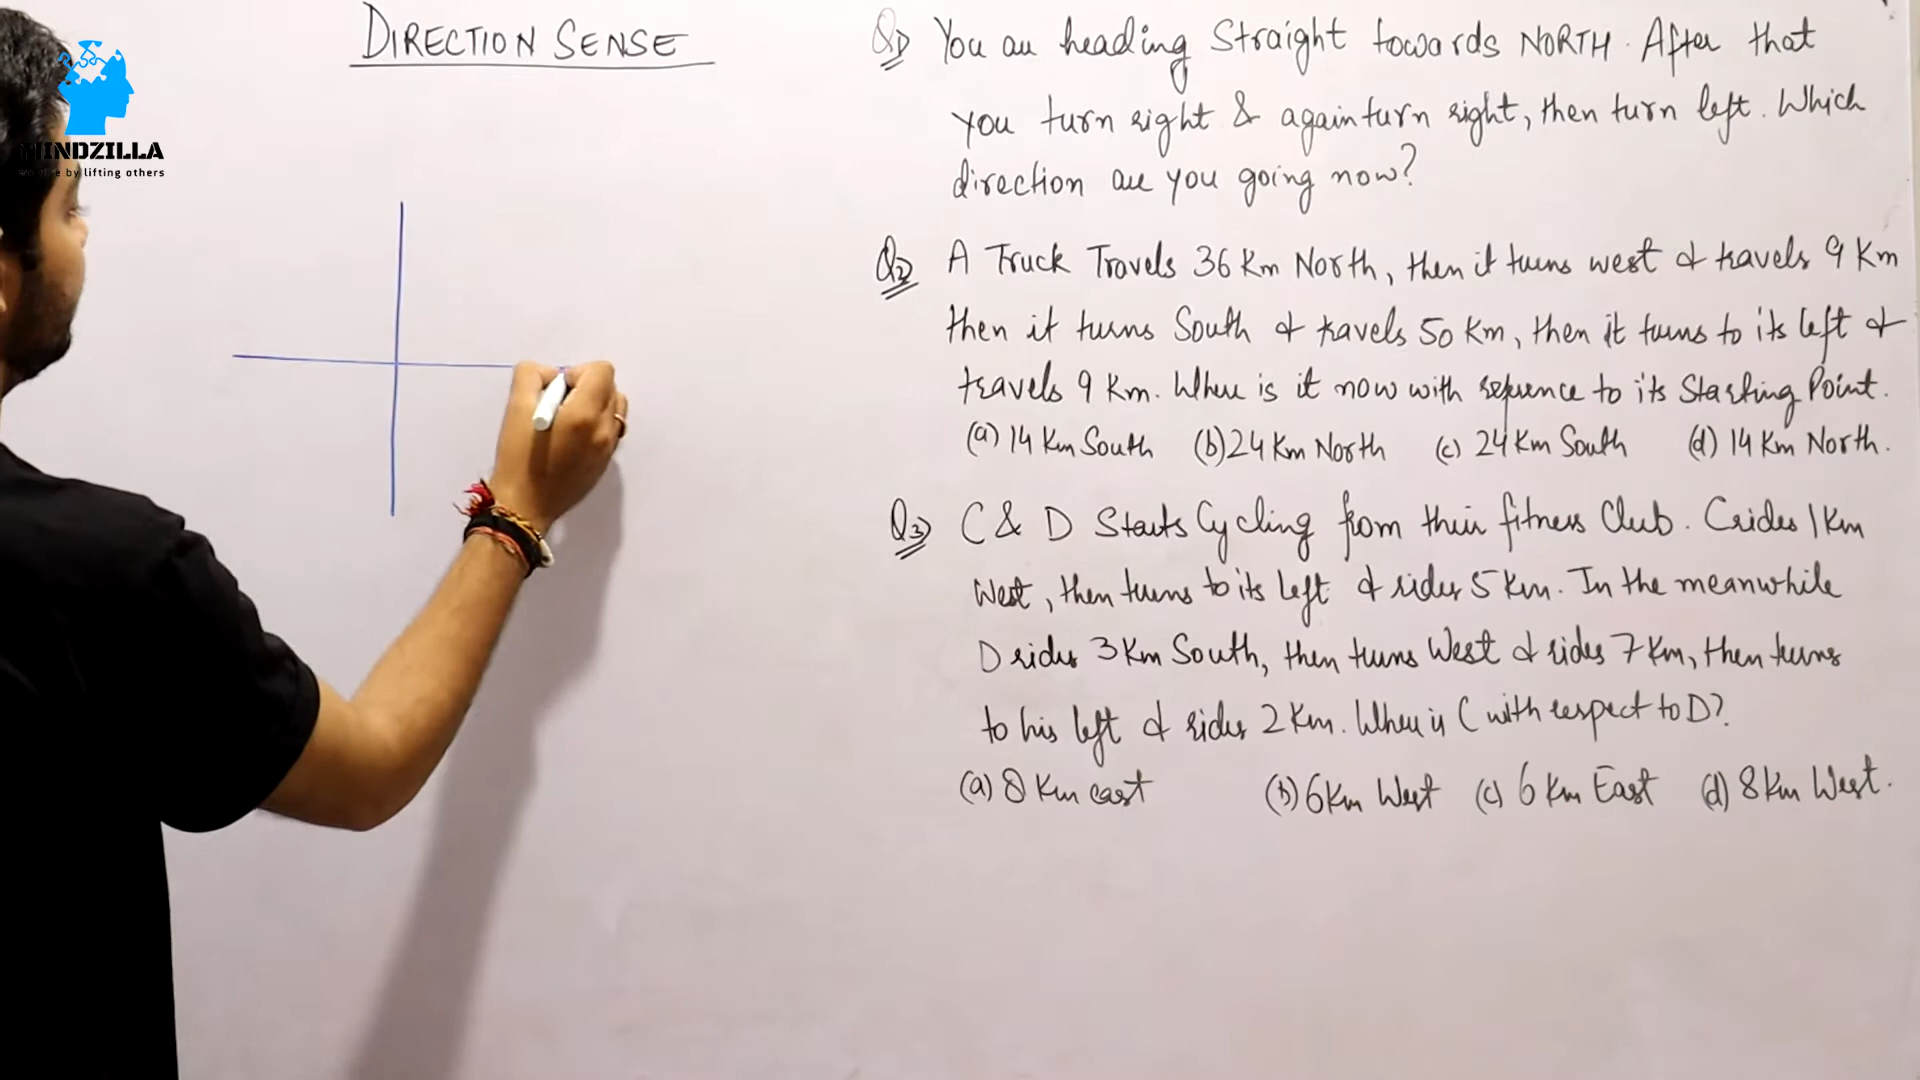 DIRECTION SENSE
MINDZILLA
by lifting others
Q1) You are heading Straight towards NORTH. After that
you turn right & again turn right, then turn left. Which
direction are you going now?
Q2) A Truck Travels 36 Km North, then it turns west & travels 9 Km
then it turns South & travels 50 Km, then it turns to its left &
travels 9 Km. Where is it now with reference to its Starting Point.
(a) 14 Km South (b) 24 Km North (c) 24 Km South (d) 14 Km North.
Q3) C & D Starts Cycling from their fitness Club. C rides 1 Km
West, then turns to its left & rides 5 Km. In the meanwhile
D rides 3 Km South, then turns West & rides 7 Km, then turns
to his left & rides 2 Km. Where is C with respect to D?
(a) 8 Km east (b) 6 Km West (c) 6 Km East (d) 8 Km West.